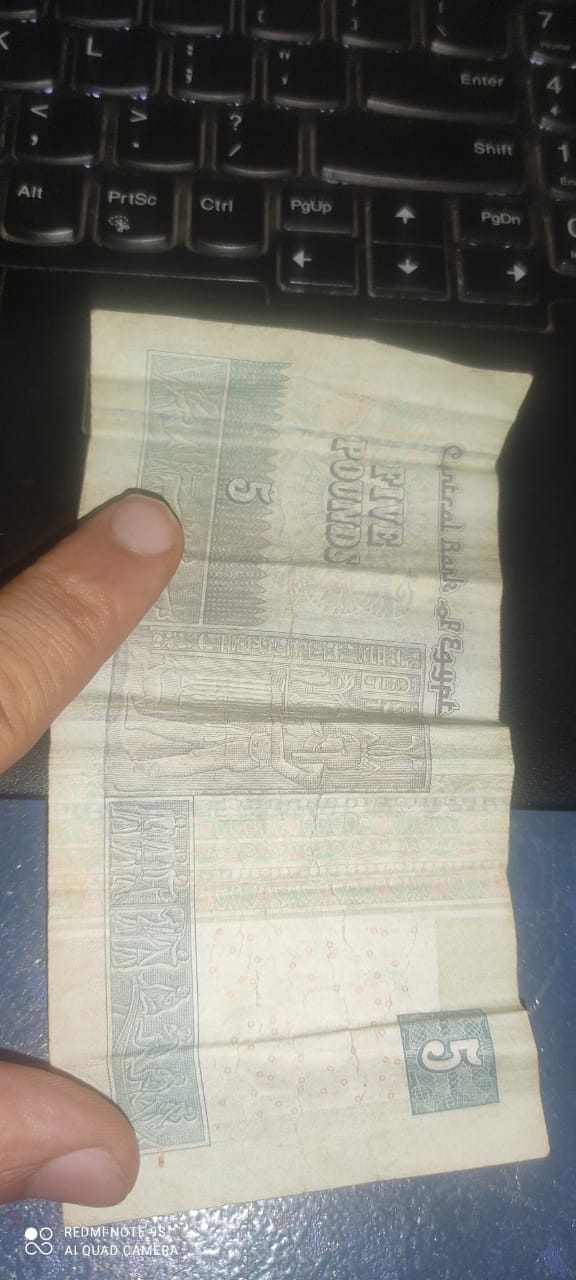 7
Home
K
L
:
;
"
'
Enter
4
<
,
>
.
?
/
Shift
1
Alt
PrtSc
Ctrl
PgUp
↑
PgDn
←
↓
→
Central Bank of Egypt
FIVE
POUNDS
5
5
REDMI NOTE 9S
AI QUAD CAMERA